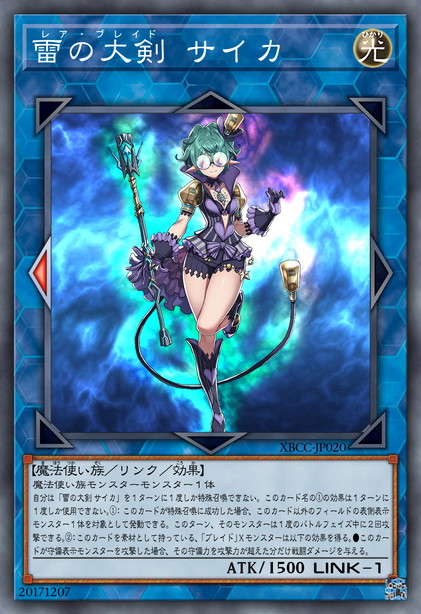 レア・ブレイド
雷の大剣 サイカ
ひかり
光
XBCC-JP020
【魔法使い族/リンク/効果】
魔法使い族モンスターモンスター1体
自分は「雷の大剣 サイカ」を1ターンに1度しか特殊召喚できない。このカード名の①の効果は1ターンに
1度しか使用できない。①:このカードが特殊召喚に成功した場合、このカード以外のフィールドの表側表示
モンスター1体を対象として発動できる。このターン、そのモンスターは1度のバトルフェイズ中に2回攻
撃できる。②:このカードを素材として持っている、「ブレイド」Xモンスターは以下の効果を得る。●このカー
ドが守備表示モンスターを攻撃した場合、その守備力を攻撃力が超えた分だけ戦闘ダメージを与える。
ATK/1500 LINK-1
20171207